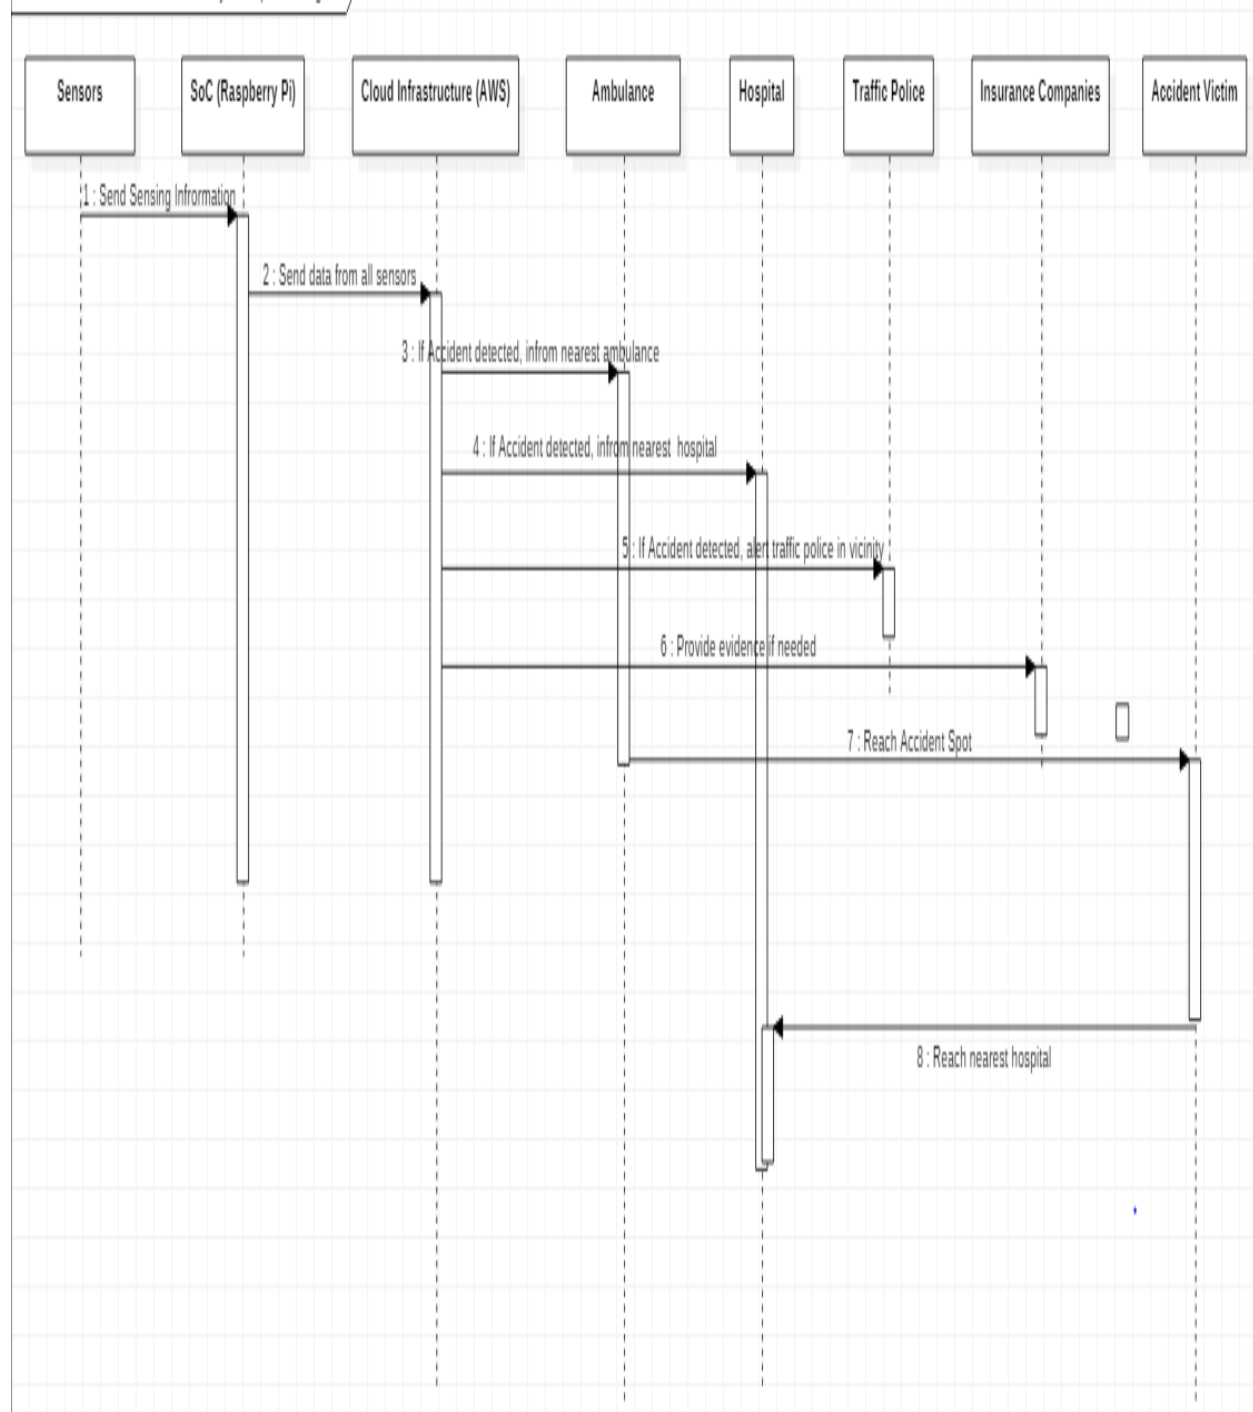 Sensors
SoC (Raspberry Pi)
Cloud Infrastructure (AWS)
Ambulance
Hospital
Traffic Police
Insurance Companies
Accident Victim
1 : Send Sensing Infrormation
2 : Send data from all sensors
3 : If Accident detected, infrom nearest ambulance
4 : If Accident detected, infrom nearest hospital
5 : If Accident detected, alert traffic police in vicinity
6 : Provide evidence if needed
7 : Reach Accident Spot
8 : Reach nearest hospital